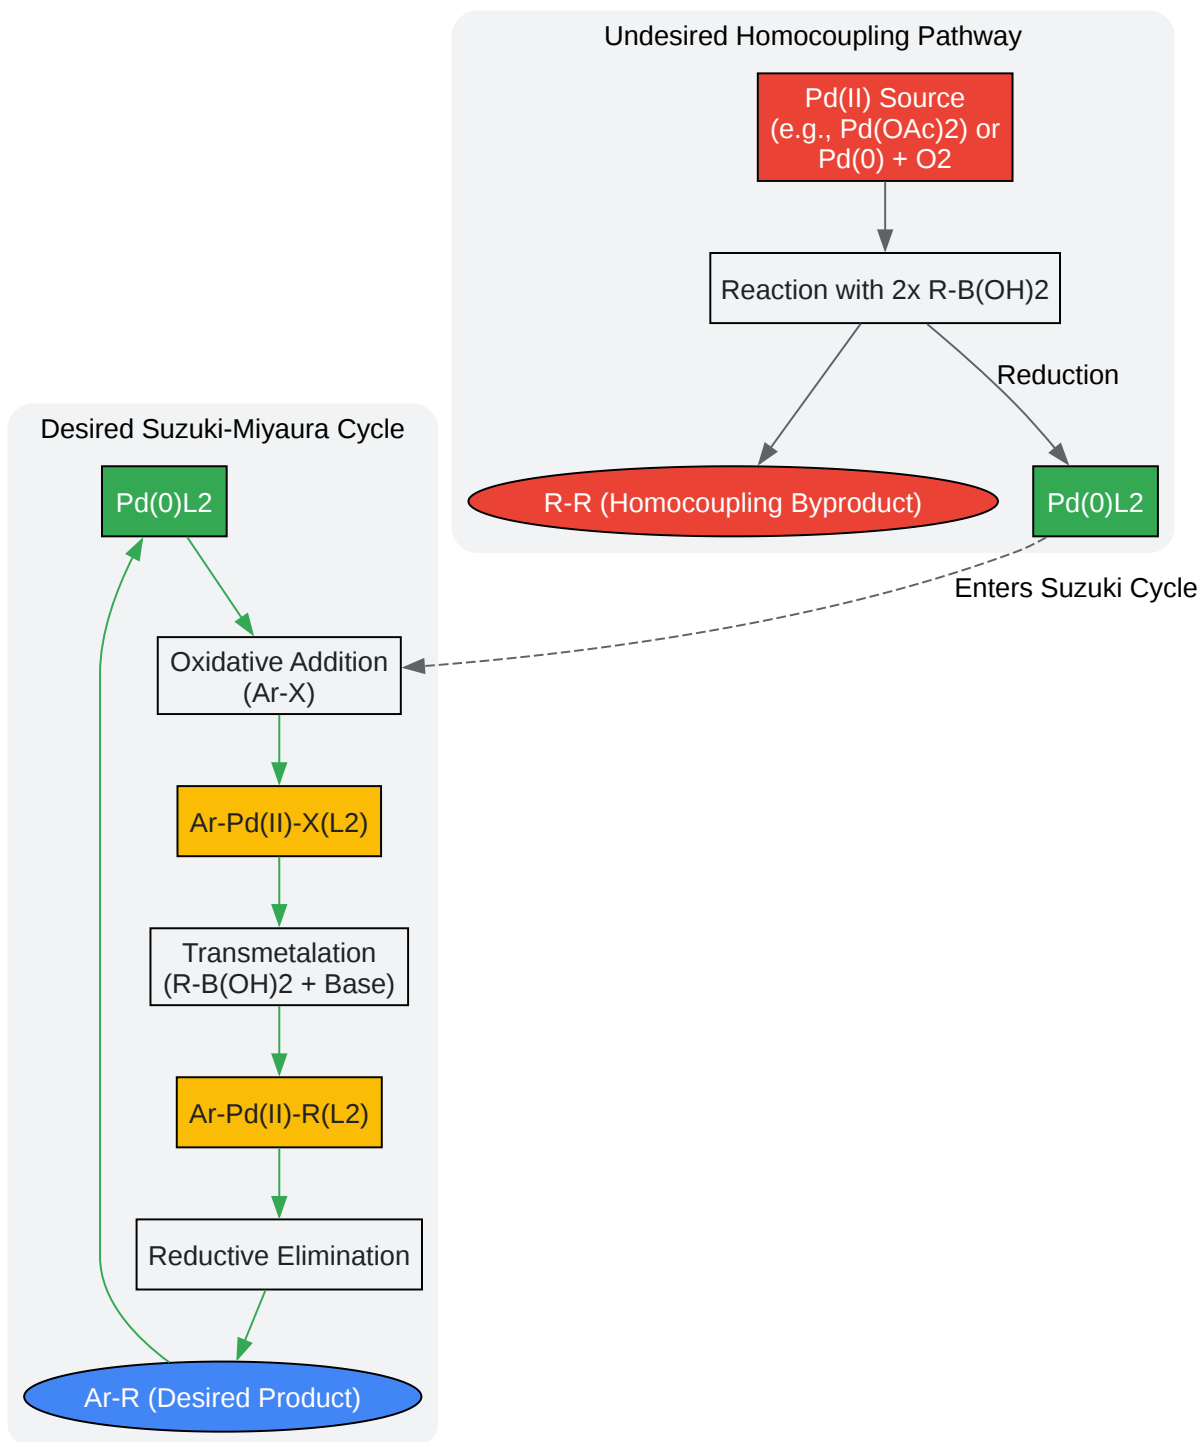 Undesired Homocoupling Pathway
Pd(II) Source
(e.g., Pd(OAc)2) or
Pd(0) + O2
Reaction with 2x R-B(OH)2
Reduction
R-R (Homocoupling Byproduct)
Pd(0)L2
Enters Suzuki Cycle
Desired Suzuki-Miyaura Cycle
Pd(0)L2
Oxidative Addition
(Ar-X)
Ar-Pd(II)-X(L2)
Transmetalation
(R-B(OH)2 + Base)
Ar-Pd(II)-R(L2)
Reductive Elimination
Ar-R (Desired Product)